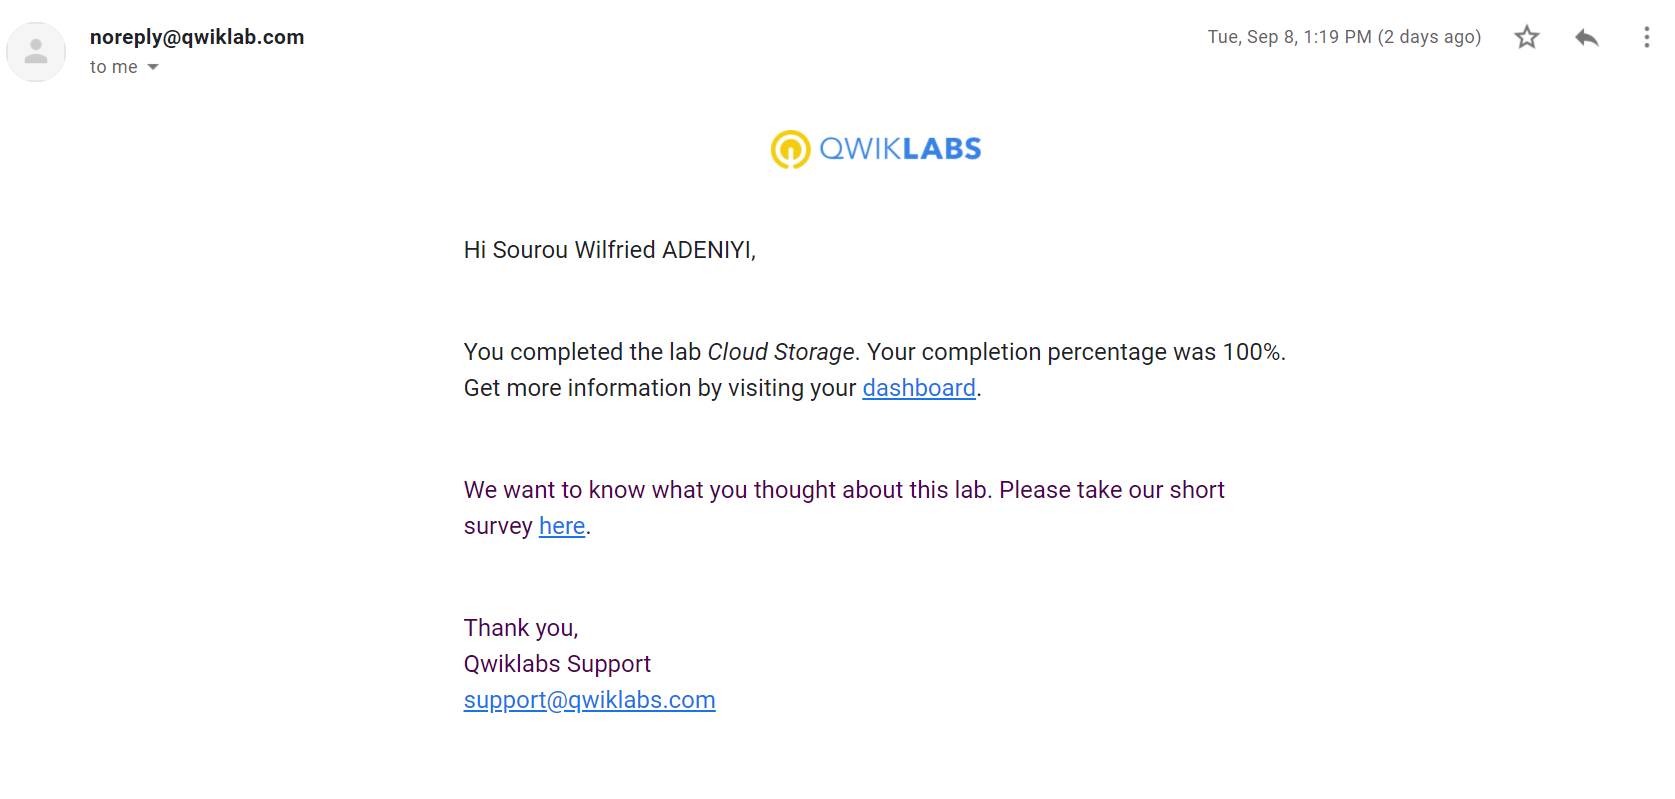 noreply@qwiklab.com
Tue, Sep 8, 1:19 PM (2 days ago)
to me
QWIKLABS
Hi Sourou Wilfried ADENIYI,
You completed the lab Cloud Storage. Your completion percentage was 100%.
Get more information by visiting your dashboard.
We want to know what you thought about this lab. Please take our short
survey here.
Thank you,
Qwiklabs Support
support@qwiklabs.com